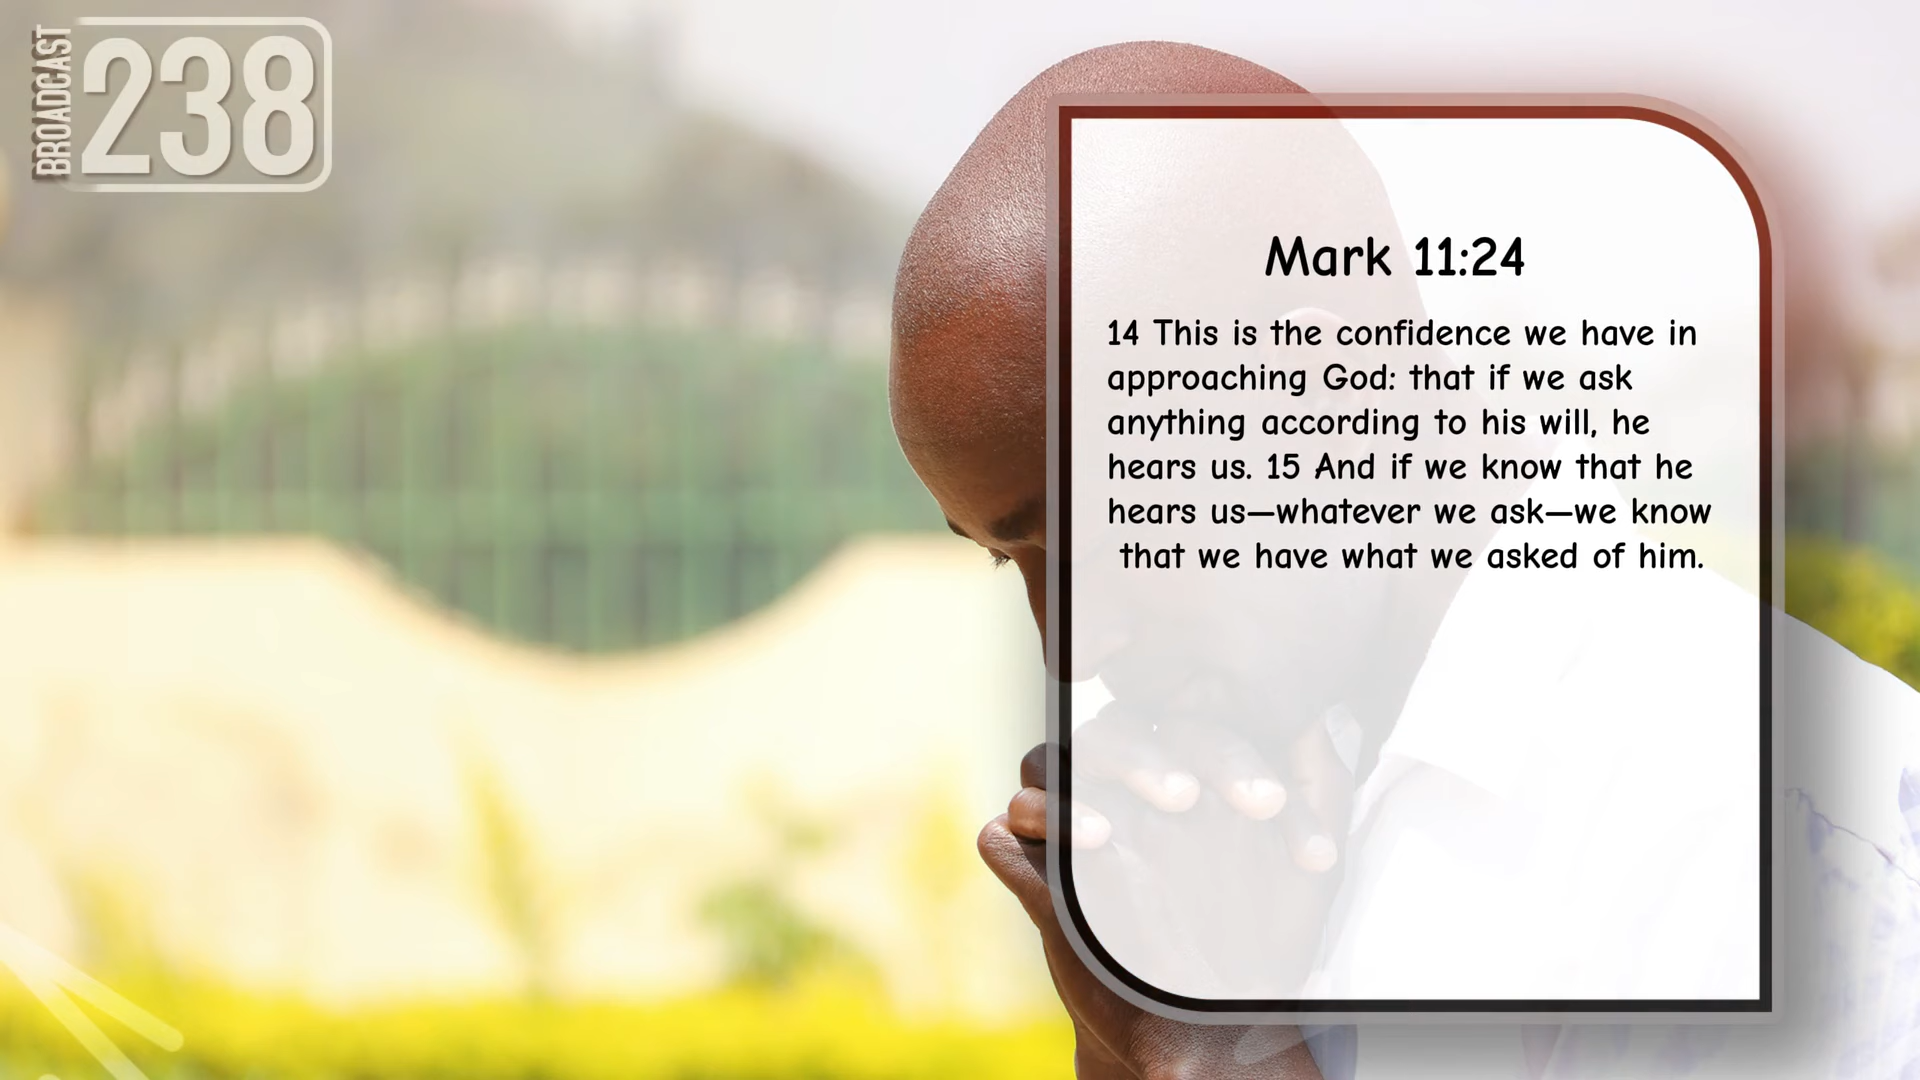 BROADCAST
238
Mark 11:24
14 This is the confidence we have in
approaching God: that if we ask
anything according to his will, he
hears us. 15 And if we know that he
hears us—whatever we ask—we know
that we have what we asked of him.